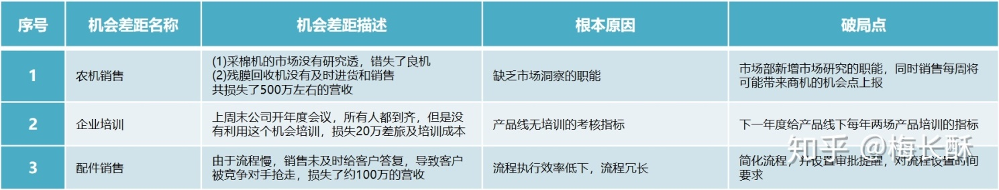 序号 机会差距名称 机会差距描述 根本原因 破局点
1 农机销售
(1)采棉机的市场没有研究透，错失了良机
(2)残膜回收机没有及时进货和销售
共损失了500万左右的营收
缺乏市场洞察的职能
市场部新增市场研究的职能，同时销售每周将
可能带来商机的机会点上报
2 企业培训
上周末公司开年度会议，所有人都到齐，但是没
有利用这个机会培训，损失20万差旅及培训成本
产品线无培训的考核指标
下一年度给产品线下每年两场产品培训的指标
3 配件销售
由于流程慢，销售未及时给客户答复，导致客户
被竞争对手抢走，损失了约100万的营收
流程执行效率低下，流程冗长
简化流程，并设置审批提醒，对流程设置时间
要求
知乎 @梅长酥